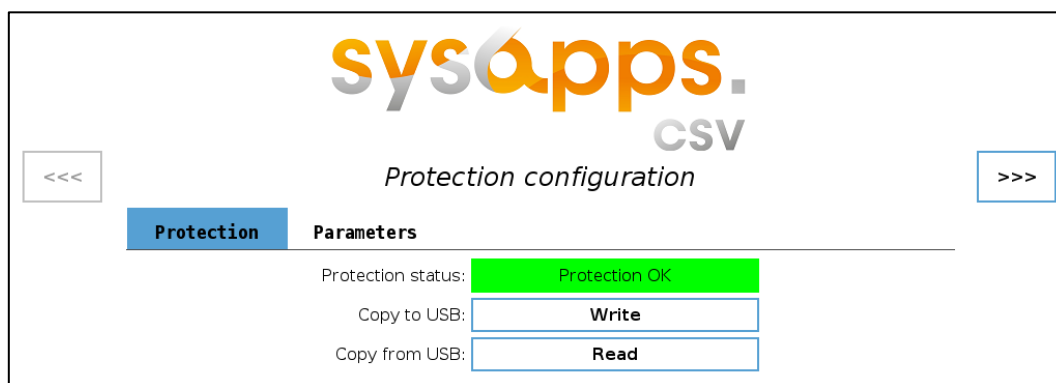 sysapps.
csv
<<<
Protection configuration
>>>
Protection Parameters
Protection status: Protection OK
Copy to USB: Write
Copy from USB: Read